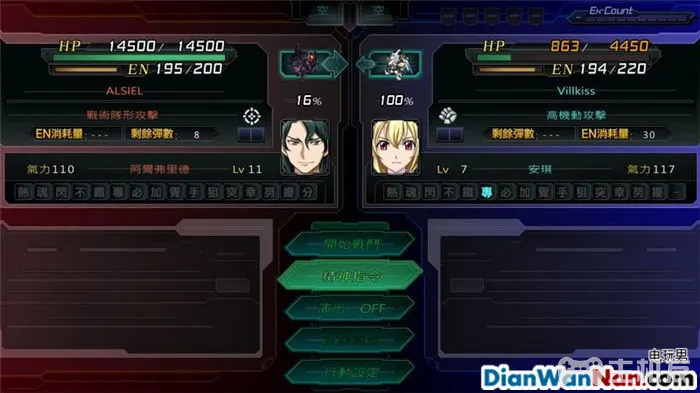 空 空 Ex-Count
HP 14500 / 14500 HP 863 / 4450
EN 195/200 EN 194/220
ALSIEL Villkiss
16% 100%
戰術隊形攻擊 高機動攻擊
EN消耗量: --- 剩餘彈數: 8 剩餘彈數: --- EN消耗量: 30
氣力110 阿爾弗里德 Lv 11 Lv 7 安琪 氣力117
熱 魂 閃 不 鐵 專 必 加 覺 手 狙 突 幸 努 擾 分 熱 魂 閃 不 鐵 專 必 加 覺 手 狙 突 幸 努 擾 -
開始戰鬥
精神指令
演出 OFF
行動設定
电玩男
DianWanNan.com